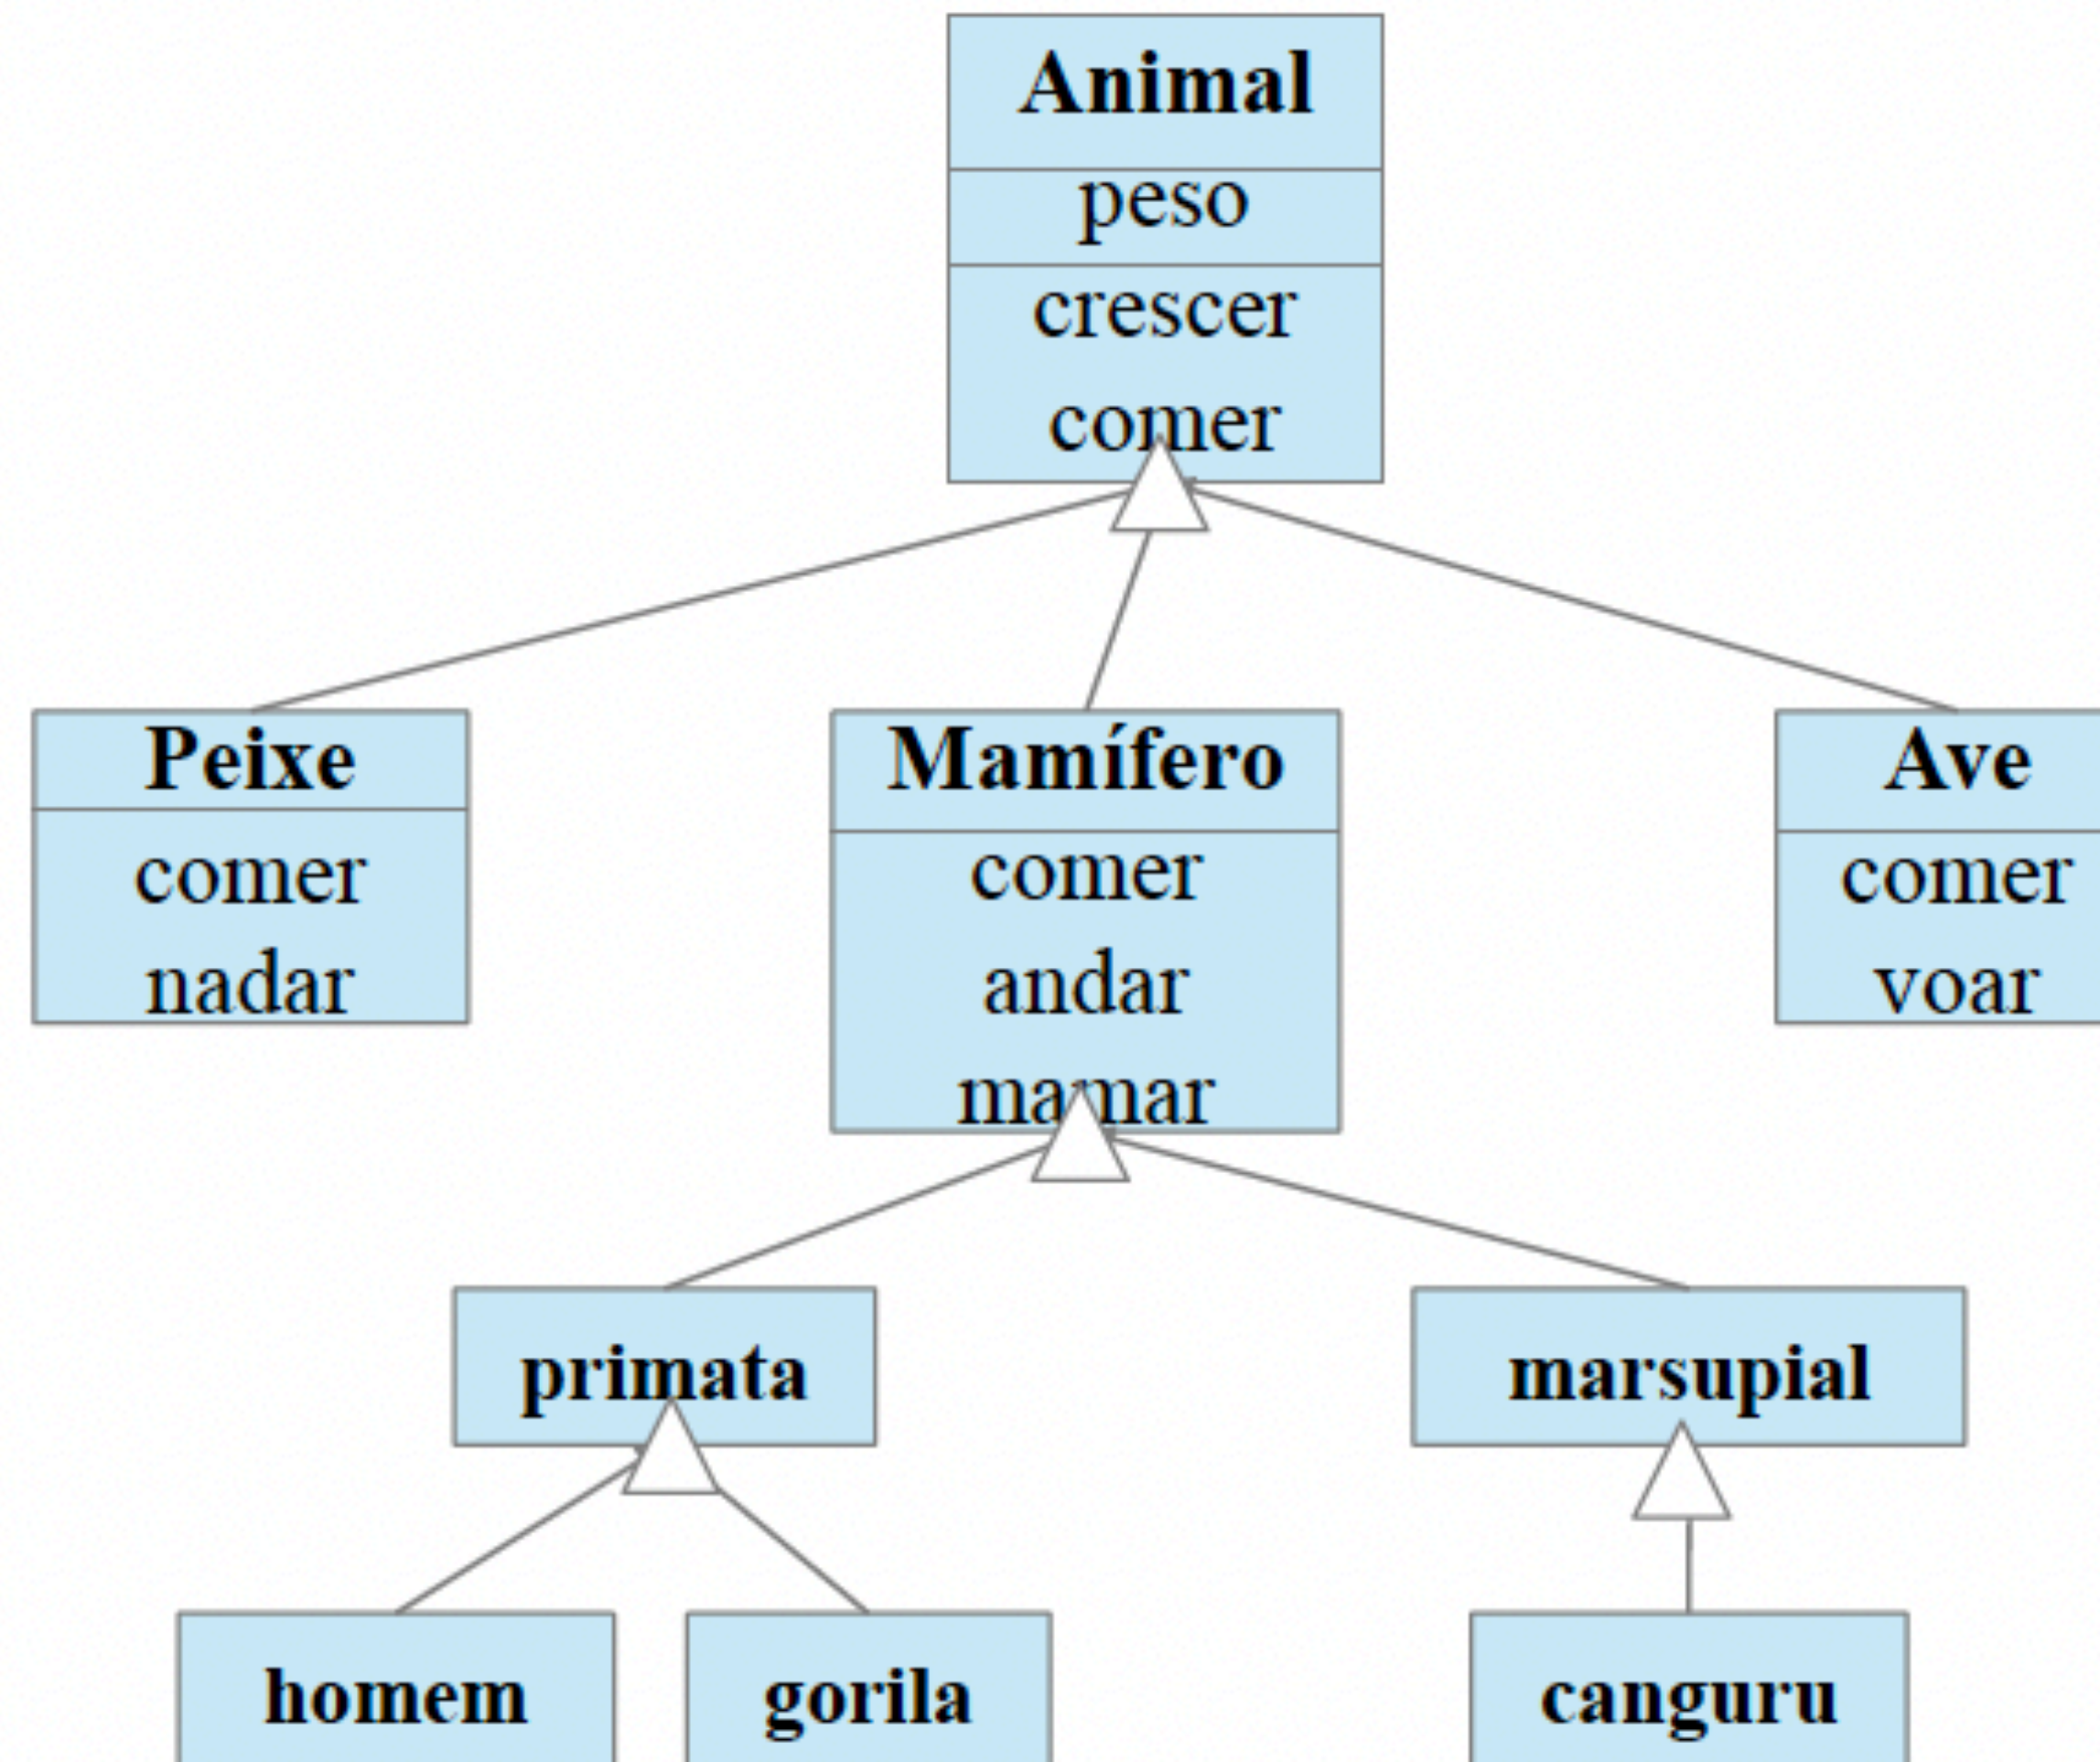 Animal
peso
crescer
comer
Peixe
comer
nadar
Mamífero
comer
andar
mamar
Ave
comer
voar
primata
marsupial
homem
gorila
canguru